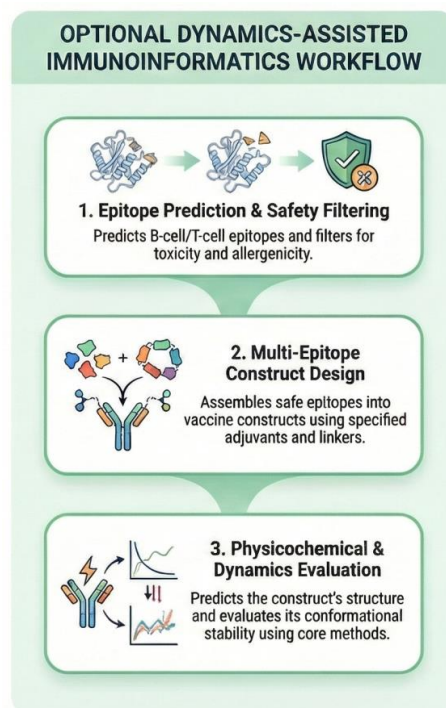 OPTIONAL DYNAMICS-ASSISTED
IMMUNOINFORMATICS WORKFLOW
1. Epitope Prediction & Safety Filtering
Predicts B-cell/T-cell epitopes and filters for
toxicity and allergenicity.
2. Multi-Epitope
Construct Design
Assembles safe epitopes into
vaccine constructs using specified
adjuvants and linkers.
3. Physicochemical &
Dynamics Evaluation
Predicts the construct's structure
and evaluates its conformational
stability using core methods.